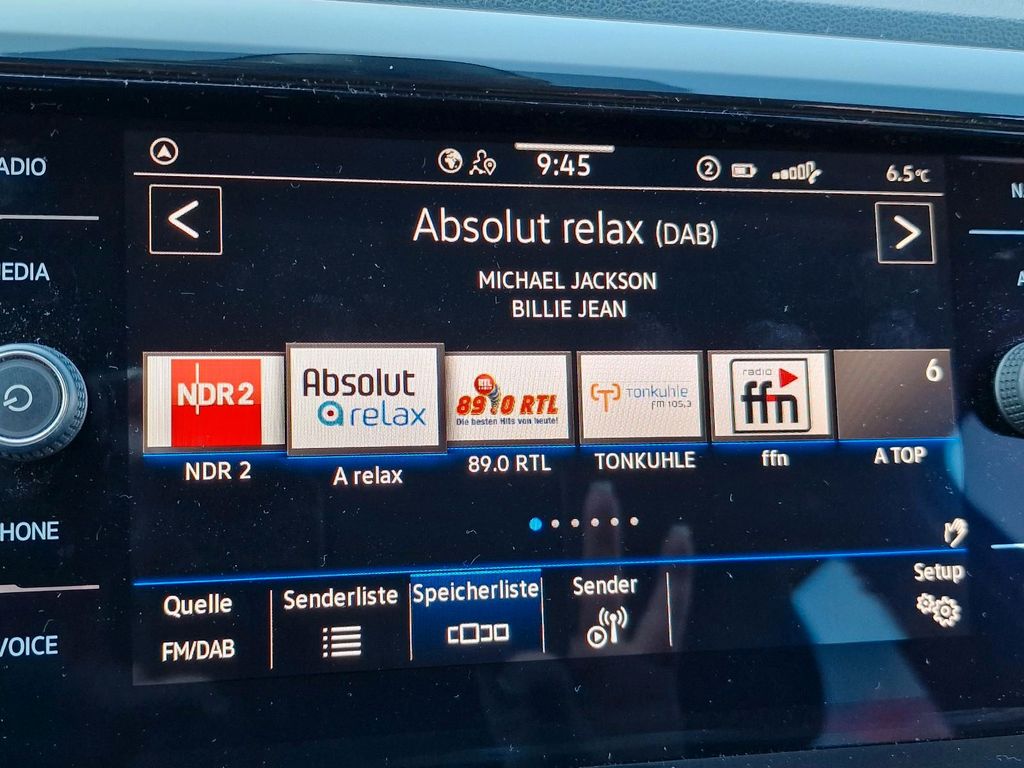 ADIO
EDIA
HONE
VOICE
9:45
2
6.5°C
<
Absolut relax (DAB)
>
MICHAEL JACKSON
BILLIE JEAN
NDR 2
Absolut
relax
RTL
89.0 RTL
Die besten Hits von heute!
Tonkuhle
FM 105,3
radio
ffn
6
NDR 2
A relax
89.0 RTL
TONKUHLE
ffn
A TOP
Quelle
FM/DAB
Senderliste
Speicherliste
Sender
Setup
N
A